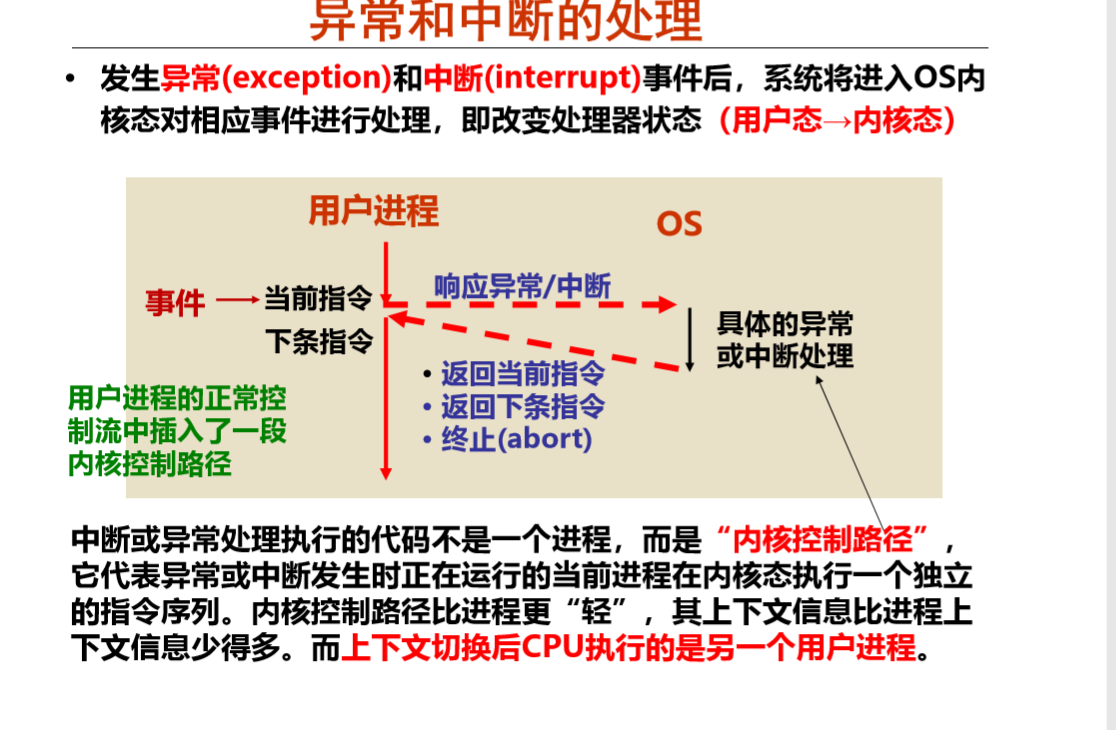 异常和中断的处理
• 发生异常(exception)和中断(interrupt)事件后，系统将进入OS内
核态对相应事件进行处理，即改变处理器状态（用户态→内核态）
用户进程
OS
响应异常/中断
事件
当前指令
下条指令
具体的异常
或中断处理
• 返回当前指令
• 返回下条指令
• 终止(abort)
用户进程的正常控
制流中插入了一段
内核控制路径
中断或异常处理执行的代码不是一个进程，而是“内核控制路径”，
它代表异常或中断发生时正在运行的当前进程在内核态执行一个独立
的指令序列。内核控制路径比进程更“轻”，其上下文信息比进程上
下文信息少得多。而上下文切换后CPU执行的是另一个用户进程。